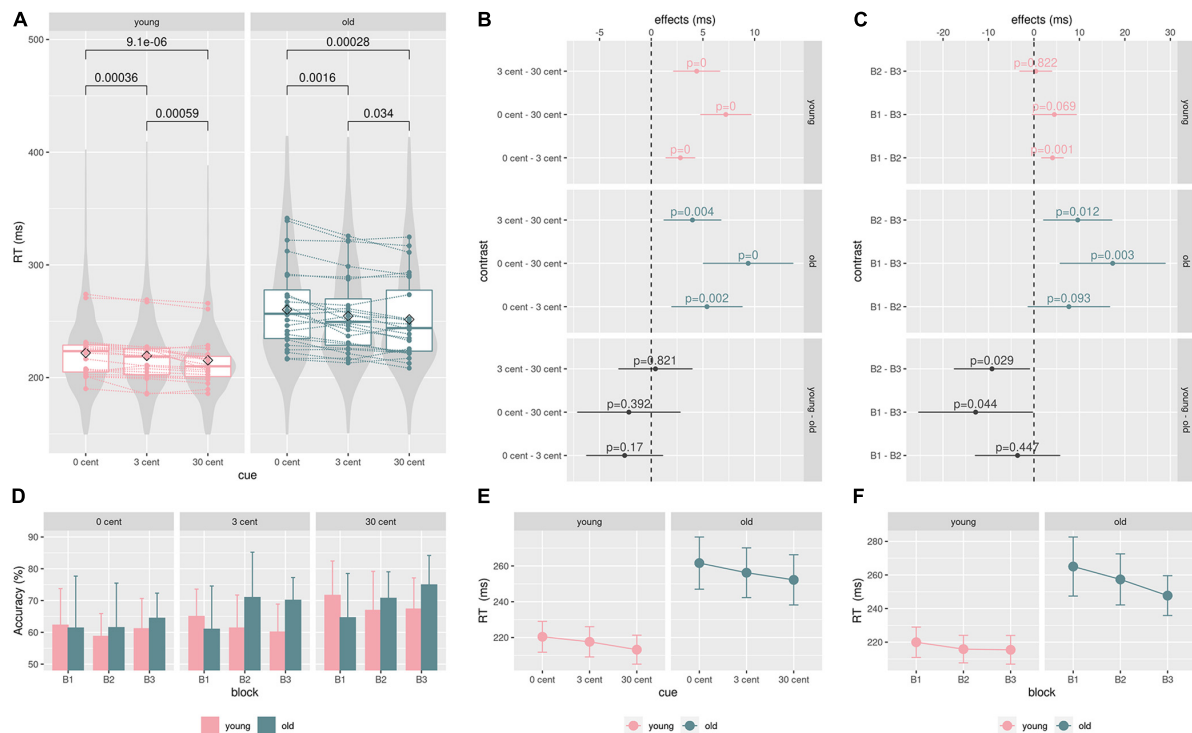 A
young
old
500
400
300
200
RT (ms)
9.1e-06
0.00036
0.00059
0.00028
0.0016
0.034
0 cent
3 cent
30 cent
0 cent
3 cent
30 cent
cue
B
effects (ms)
-5
0
5
10
contrast
3 cent - 30 cent
p=0
0 cent - 30 cent
p=0
0 cent - 3 cent
p=0
young
3 cent - 30 cent
p=0.004
0 cent - 30 cent
p=0
0 cent - 3 cent
p=0.002
old
3 cent - 30 cent
p=0.821
0 cent - 30 cent
p=0.392
0 cent - 3 cent
p=0.17
young - old
C
effects (ms)
-20
-10
0
10
20
30
contrast
B2 - B3
p=0.822
B1 - B3
p=0.069
B1 - B2
p=0.001
young
B2 - B3
p=0.012
B1 - B3
p=0.003
B1 - B2
p=0.093
old
B2 - B3
p=0.029
B1 - B3
p=0.044
B1 - B2
p=0.447
young - old
D
0 cent
3 cent
30 cent
90
80
70
60
50
Accuracy (%)
B1
B2
B3
B1
B2
B3
B1
B2
B3
block
young
old
E
young
old
280
260
240
220
RT (ms)
0 cent
3 cent
30 cent
0 cent
3 cent
30 cent
cue
young
old
F
young
old
280
260
240
220
RT (ms)
B1
B2
B3
B1
B2
B3
block
young
old